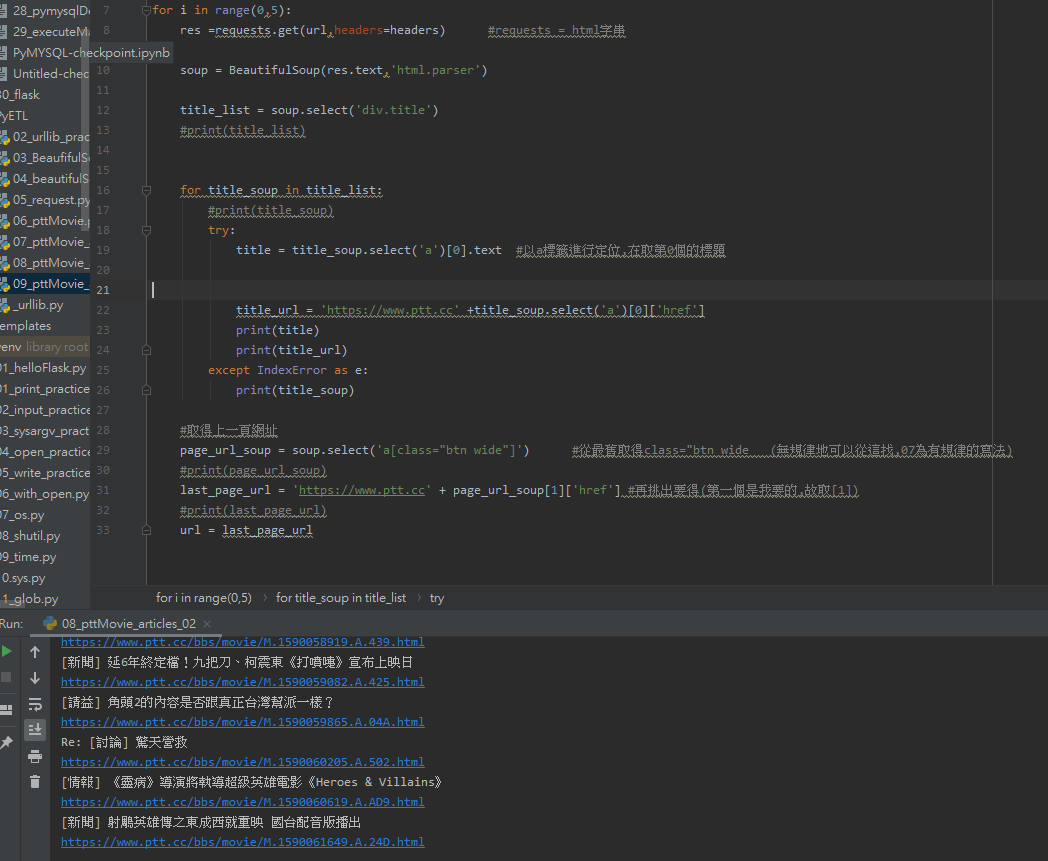 28_pymysqlD
29_executeMa
PyMYSQL-checkpoint.ipynb
Untitled-chec
30_flask
PyETL
02_urllib_prac
03_BeaufifulS
04_beautifulS
05_request.py
06_pttMovie.p
07_pttMovie_
08_pttMovie_
09_pttMovie_
_urllib.py
emplates
venv library root
01_helloFlask.py
01_print_practice
02_input_practice
03_sysargv_pract
04_open_practice
05_write_practice
06_with_open.py
07_os.py
08_shutil.py
09_time.py
10.sys.py
11_glob.py
7 for i in range(0,5):
8 res =requests.get(url,headers=headers) #requests = html字串
10 soup = BeautifulSoup(res.text,'html.parser')
11
12 title_list = soup.select('div.title')
13 #print(title_list)
14
15
16 for title_soup in title_list:
17 #print(title_soup)
18 try:
19 title = title_soup.select('a')[0].text #以a標籤進行定位,在取第0個的標題
20
21
22 title_url = 'https://www.ptt.cc' +title_soup.select('a')[0]['href']
23 print(title)
24 print(title_url)
25 except IndexError as e:
26 print(title_soup)
27
28 #取得上一頁網址
29 page_url_soup = soup.select('a[class="btn wide"]') #從最舊取得class="btn wide (無規律地可以從這找,07為有規律的寫法)
30 #print(page_url_soup)
31 last_page_url = 'https://www.ptt.cc' + page_url_soup[1]['href'] #再挑出要得(第一個是我要的,故取[1])
32 #print(last_page_url)
33 url = last_page_url
for i in range(0,5) › for title_soup in title_list › try
Run: 08_pttMovie_articles_02 ×
https://www.ptt.cc/bbs/movie/M.1590058919.A.439.html
[新聞] 延6年終定檔！九把刀、柯震東《打噴嚏》宣布上映日
https://www.ptt.cc/bbs/movie/M.1590059082.A.425.html
[請益] 角頭2的內容是否跟真正台灣幫派一樣？
https://www.ptt.cc/bbs/movie/M.1590059865.A.04A.html
Re: [討論] 驚天營救
https://www.ptt.cc/bbs/movie/M.1590060205.A.502.html
[情報] 《靈病》導演將執導超級英雄電影《Heroes & Villains》
https://www.ptt.cc/bbs/movie/M.1590060619.A.AD9.html
[新聞] 射鵰英雄傳之東成西就重映 國台配音版播出
https://www.ptt.cc/bbs/movie/M.1590061649.A.24D.html